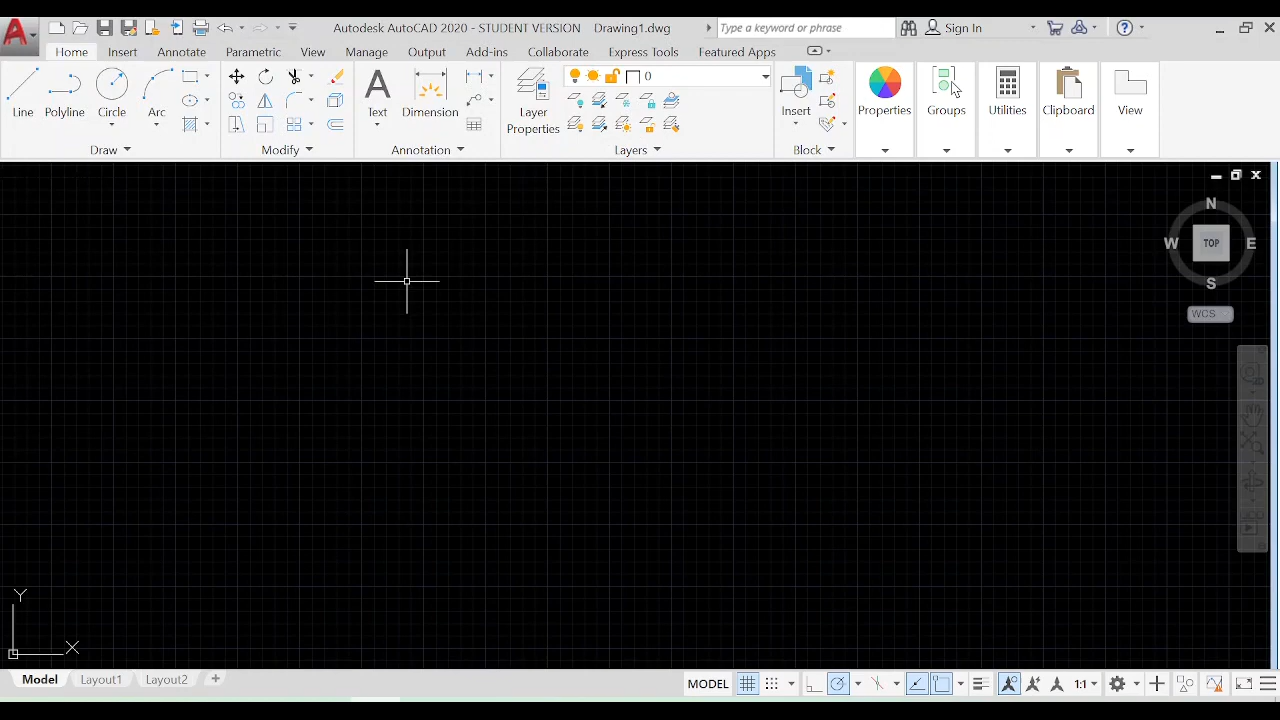 Autodesk AutoCAD 2020 - STUDENT VERSION Drawing1.dwg Type a keyword or phrase Sign In
Home Insert Annotate Parametric View Manage Output Add-ins Collaborate Express Tools Featured Apps
0
Line Polyline Circle Arc Text Dimension Layer Properties Insert Properties Groups Utilities Clipboard View
Draw Modify Annotation Layers Block
N
W TOP E
S
WCS
Y
X
Model Layout1 Layout2 + MODEL 1:1